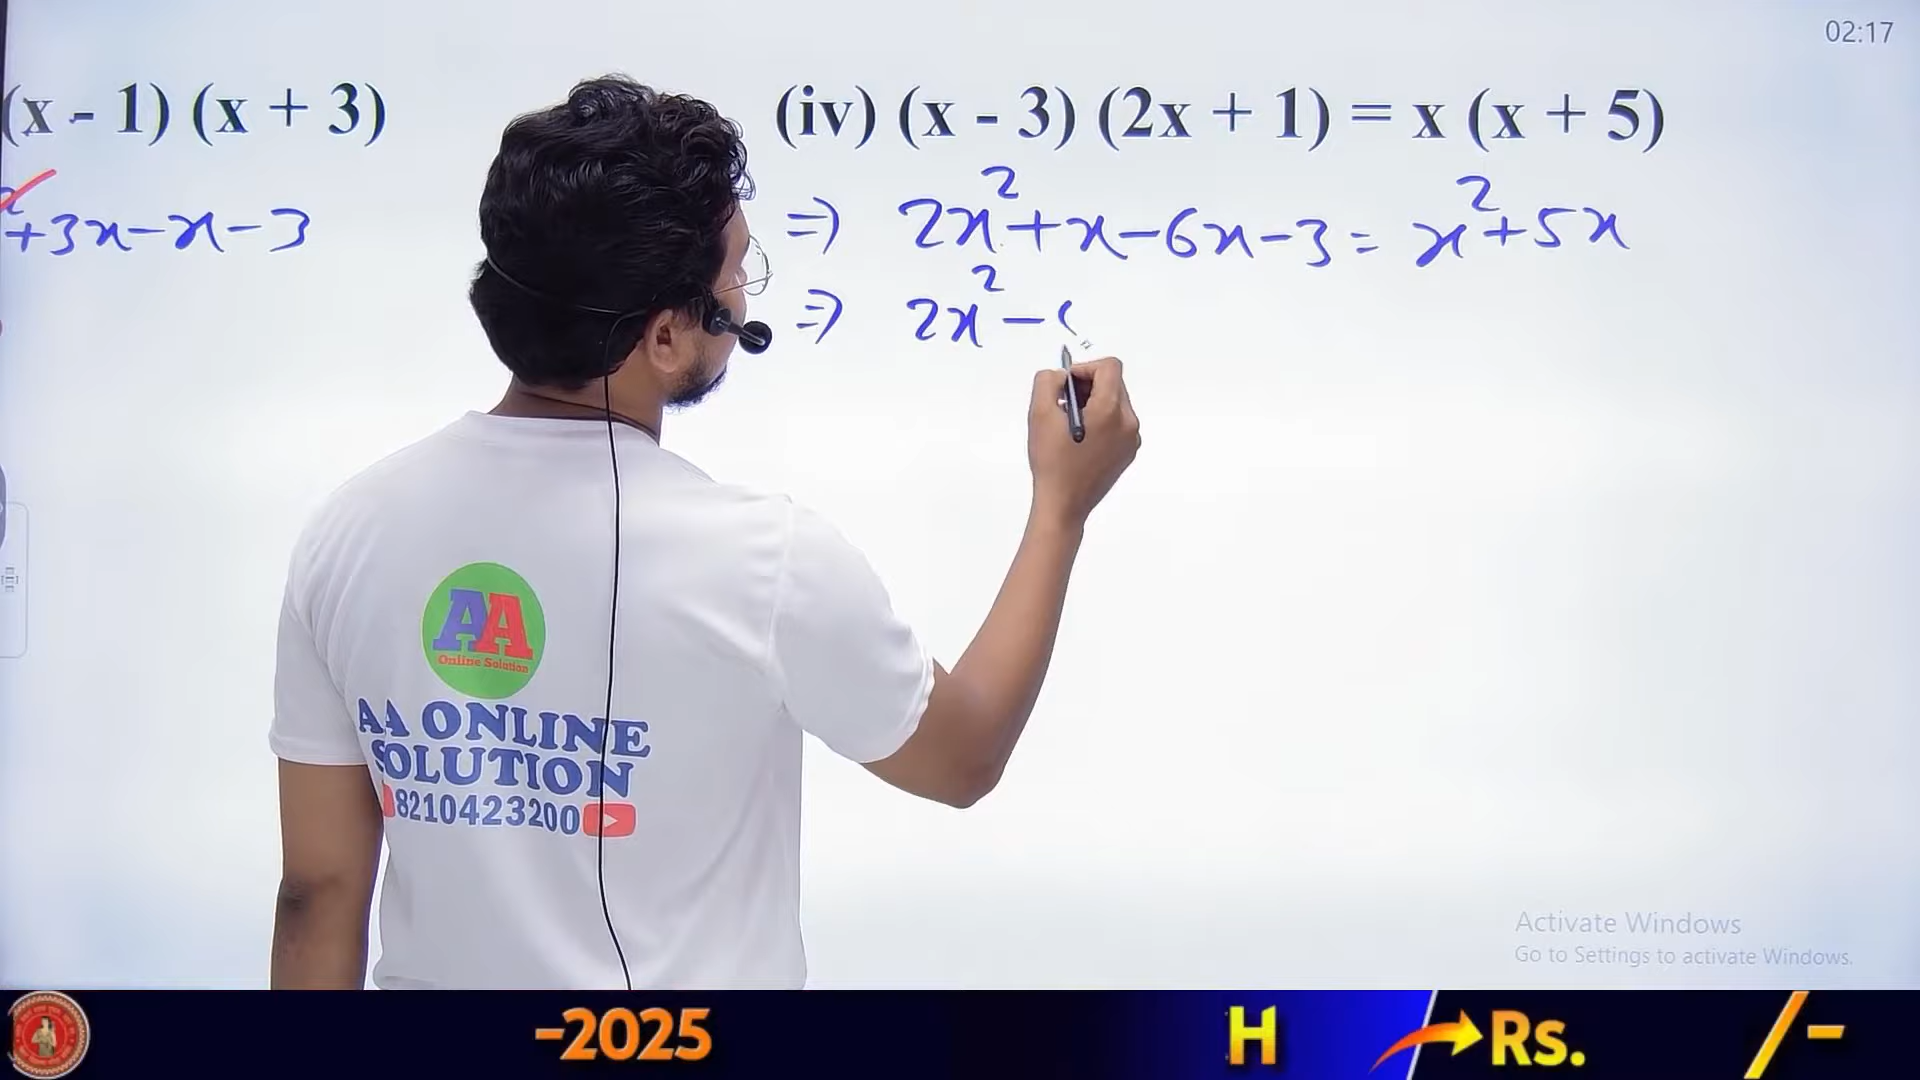 02:17
(x - 1) (x + 3)
+3x-x-3
(iv) (x - 3) (2x + 1) = x (x + 5)
⇒ 2x²+x-6x-3 = x²+5x
⇒ 2x²-
AA
Online Solution
AA ONLINE
SOLUTION
8210423200
Activate Windows
Go to Settings to activate Windows.
-2025
H
Rs.
/-